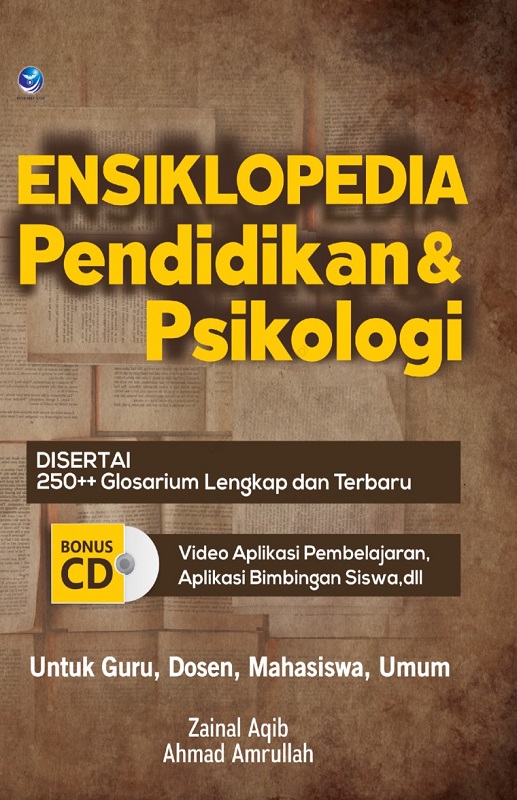 ENSIKLOPEDIA
Pendidikan &
Psikologi
DISERTAI
250++ Glosarium Lengkap dan Terbaru
BONUS
CD
Video Aplikasi Pembelajaran,
Aplikasi Bimbingan Siswa,dll
Untuk Guru, Dosen, Mahasiswa, Umum
Zainal Aqib
Ahmad Amrullah